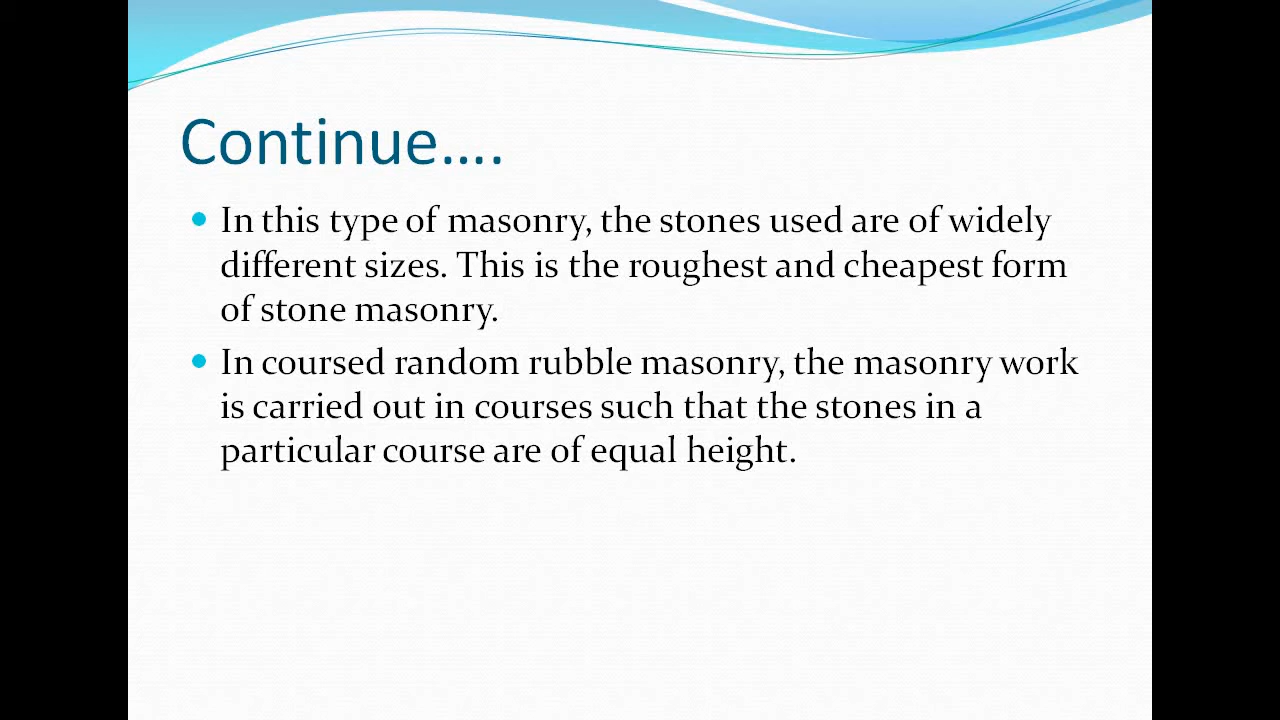 Continue….
In this type of masonry, the stones used are of widely
different sizes. This is the roughest and cheapest form
of stone masonry.
In coursed random rubble masonry, the masonry work
is carried out in courses such that the stones in a
particular course are of equal height.